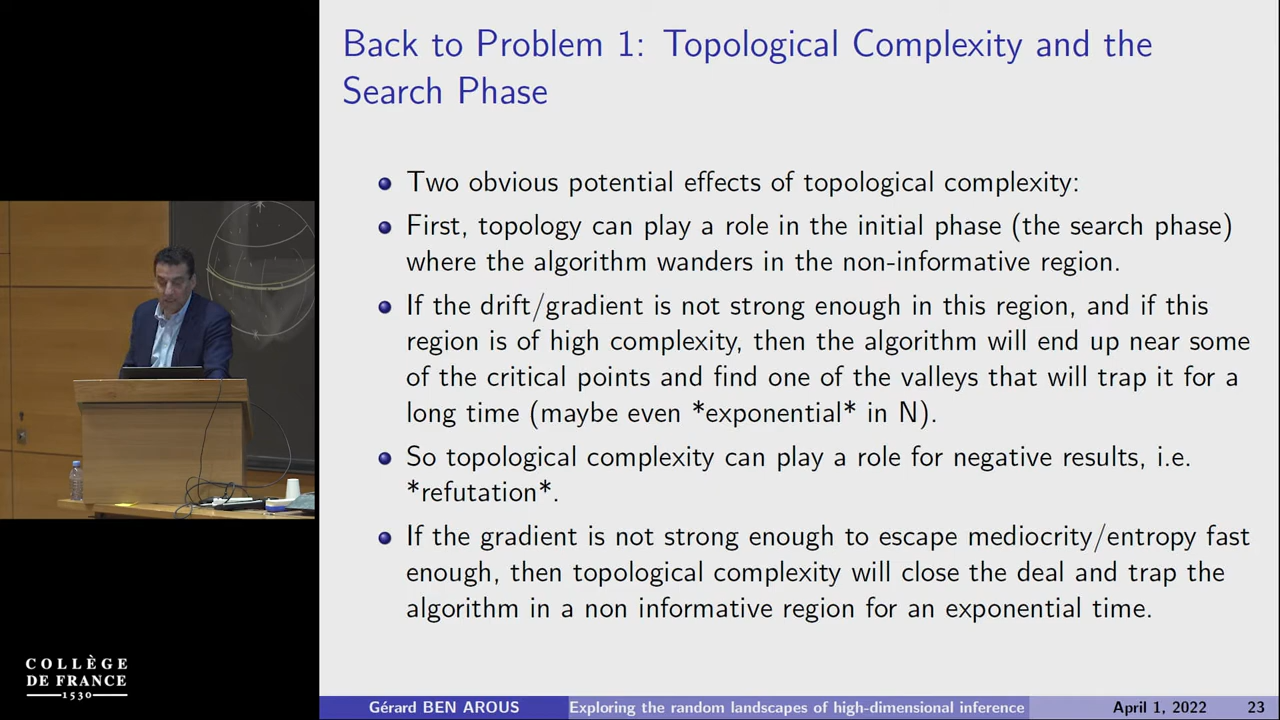 Back to Problem 1: Topological Complexity and the
Search Phase
Two obvious potential effects of topological complexity:
First, topology can play a role in the initial phase (the search phase)
where the algorithm wanders in the non-informative region.
If the drift/gradient is not strong enough in this region, and if this
region is of high complexity, then the algorithm will end up near some
of the critical points and find one of the valleys that will trap it for a
long time (maybe even *exponential* in N).
So topological complexity can play a role for negative results, i.e.
*refutation*.
If the gradient is not strong enough to escape mediocrity/entropy fast
enough, then topological complexity will close the deal and trap the
algorithm in a non informative region for an exponential time.
COLLÈGE
DE FRANCE
1530
Gérard BEN AROUS Exploring the random landscapes of high-dimensional inference April 1, 2022 23